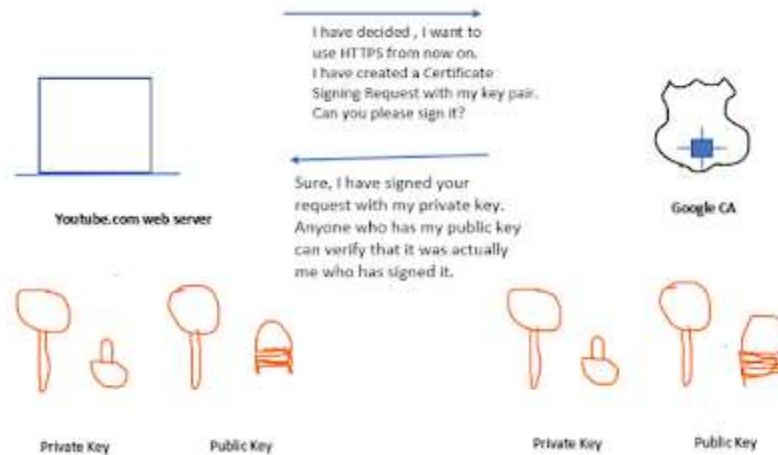 I have decided , I want to
use HTTPS from now on.
I have created a Certificate
Signing Request with my key pair.
Can you please sign it?
Youtube.com web server
Google CA
Sure, I have signed your
request with my private key.
Anyone who has my public key
can verify that it was actually
me who has signed it.
Private Key
Public Key
Private Key
Public Key